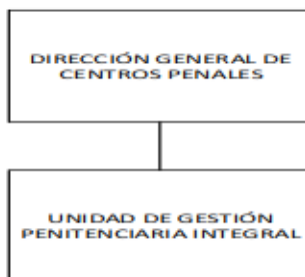 DIRECCIÓN GENERAL DE
CENTROS PENALES
UNIDAD DE GESTIÓN
PENITENCIARIA INTEGRAL